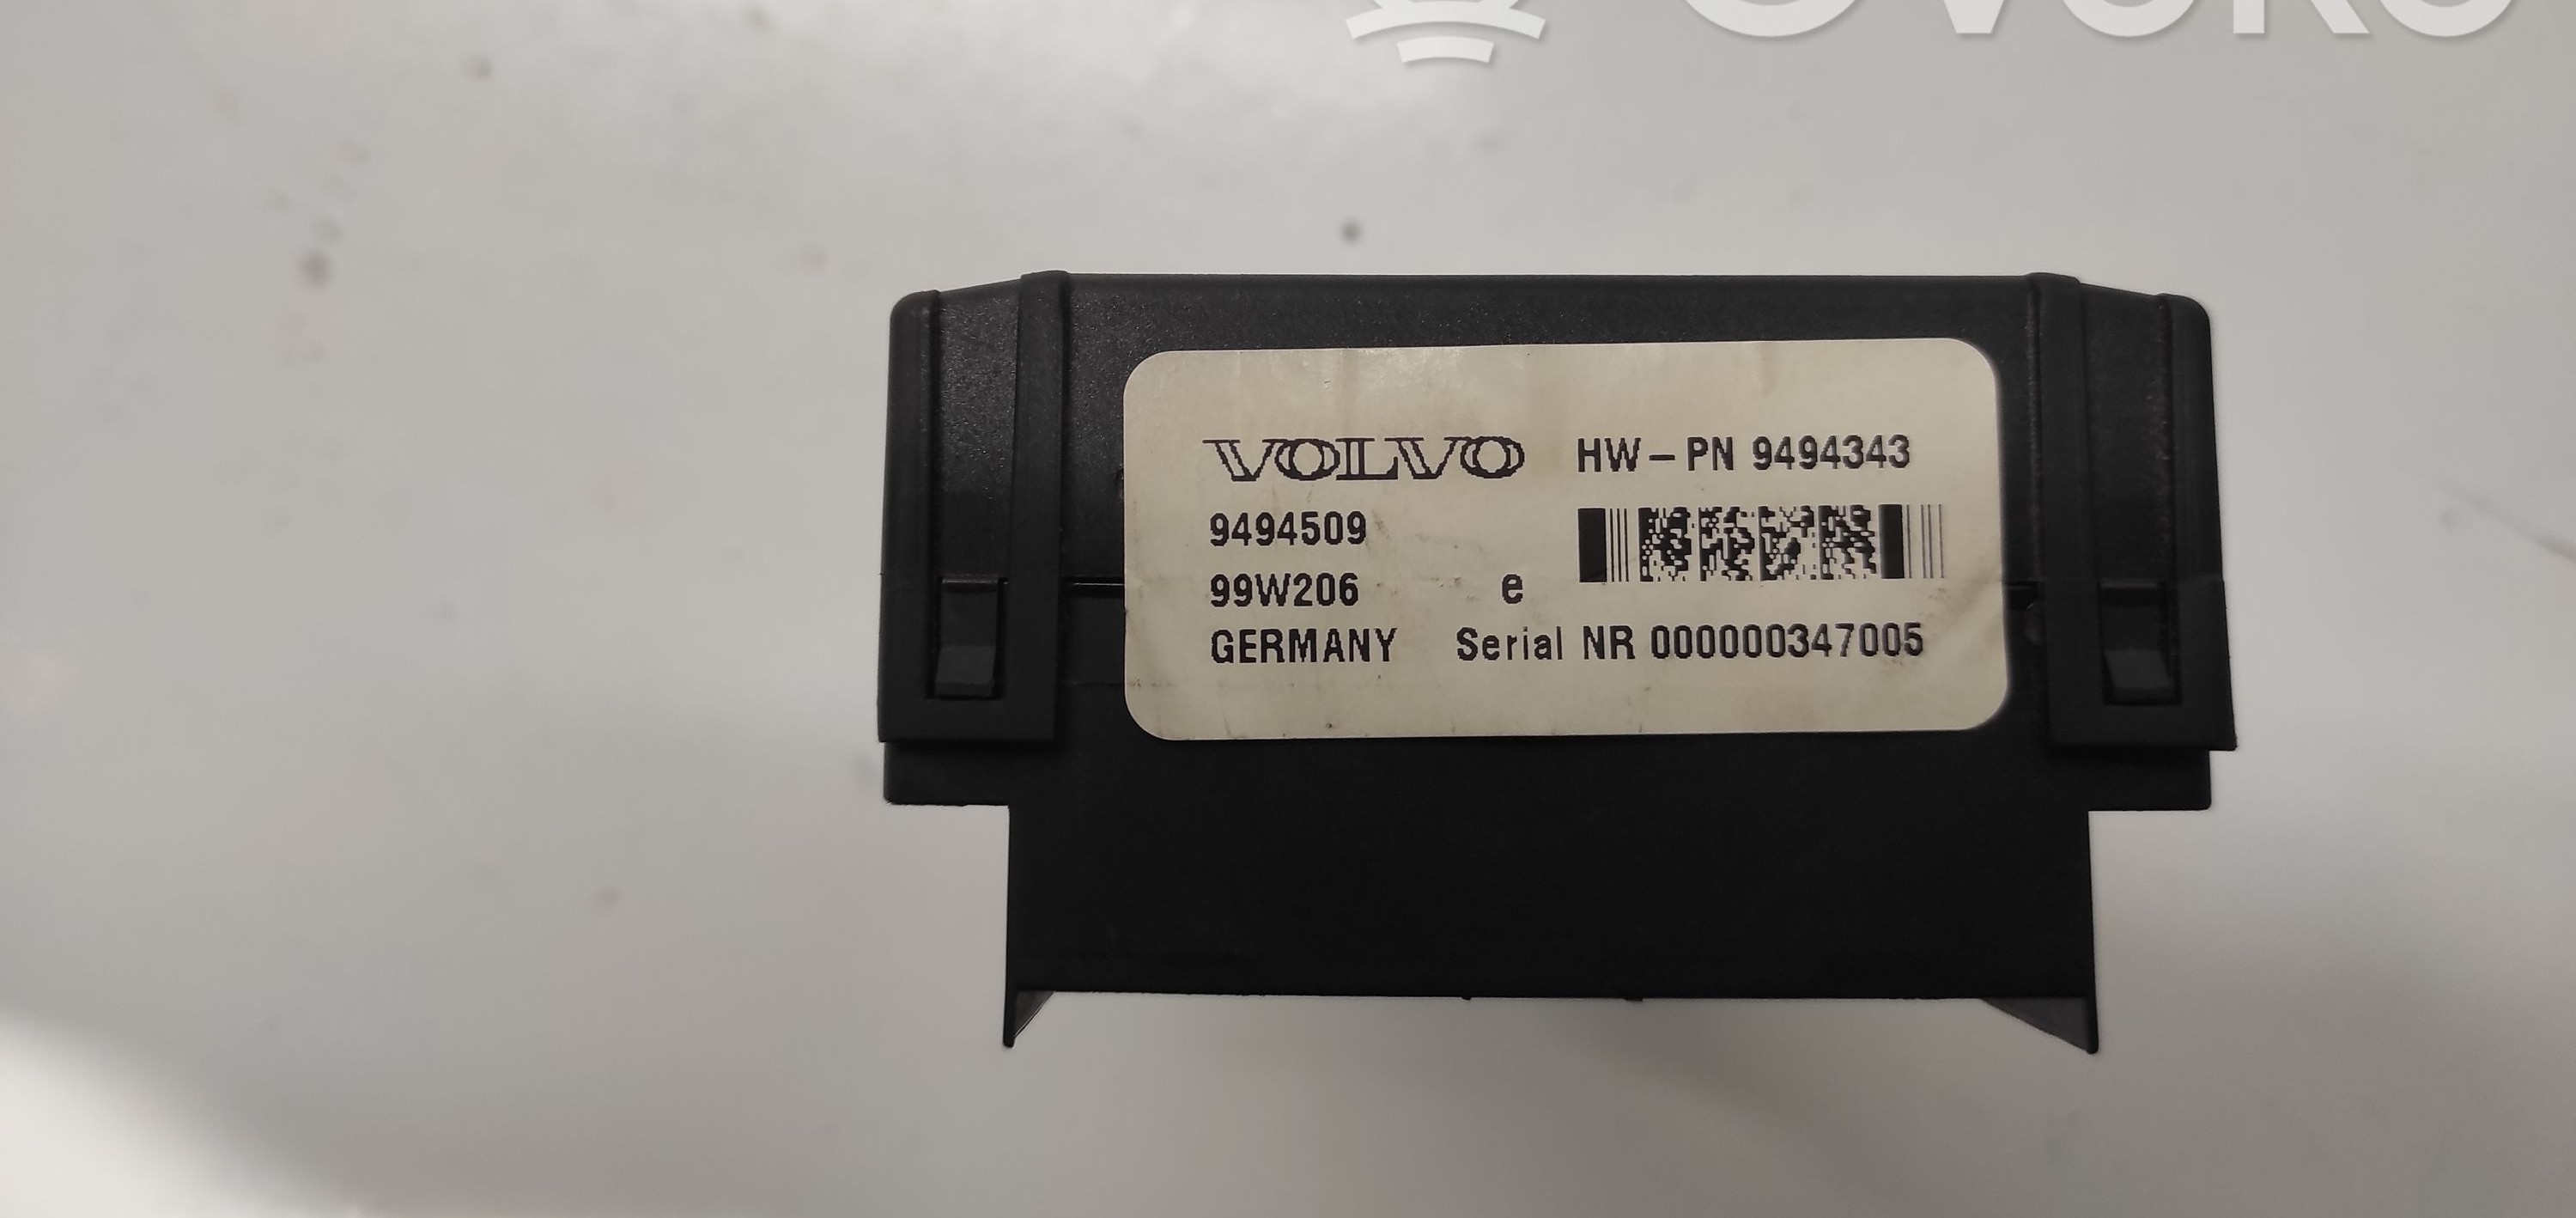 VOLVO HW-PN 9494343
9494509
99W206 e
GERMANY Serial NR 000000347005